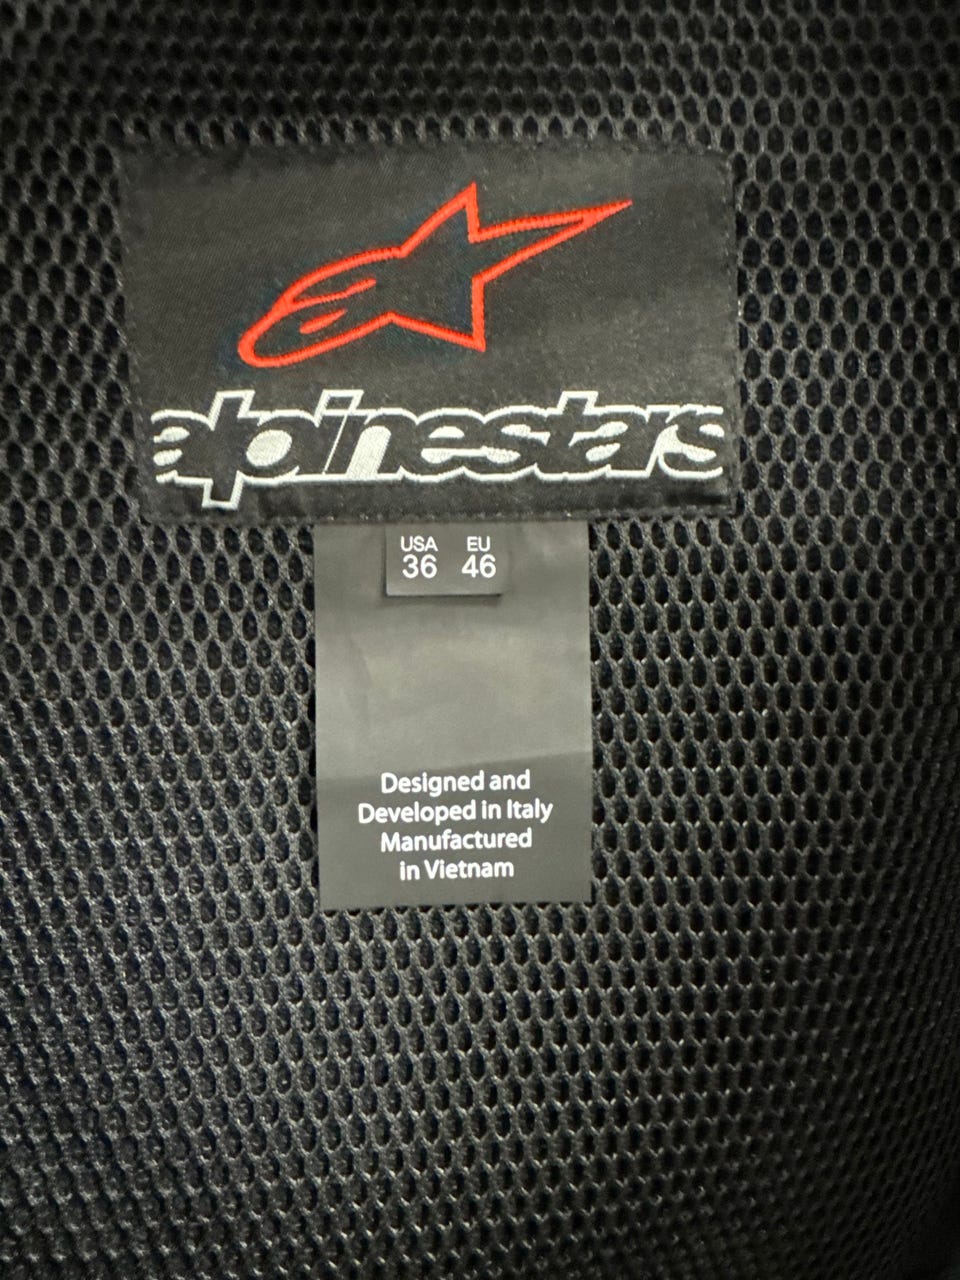 alpinestars
USA EU
36 46
Designed and
Developed in Italy
Manufactured
in Vietnam